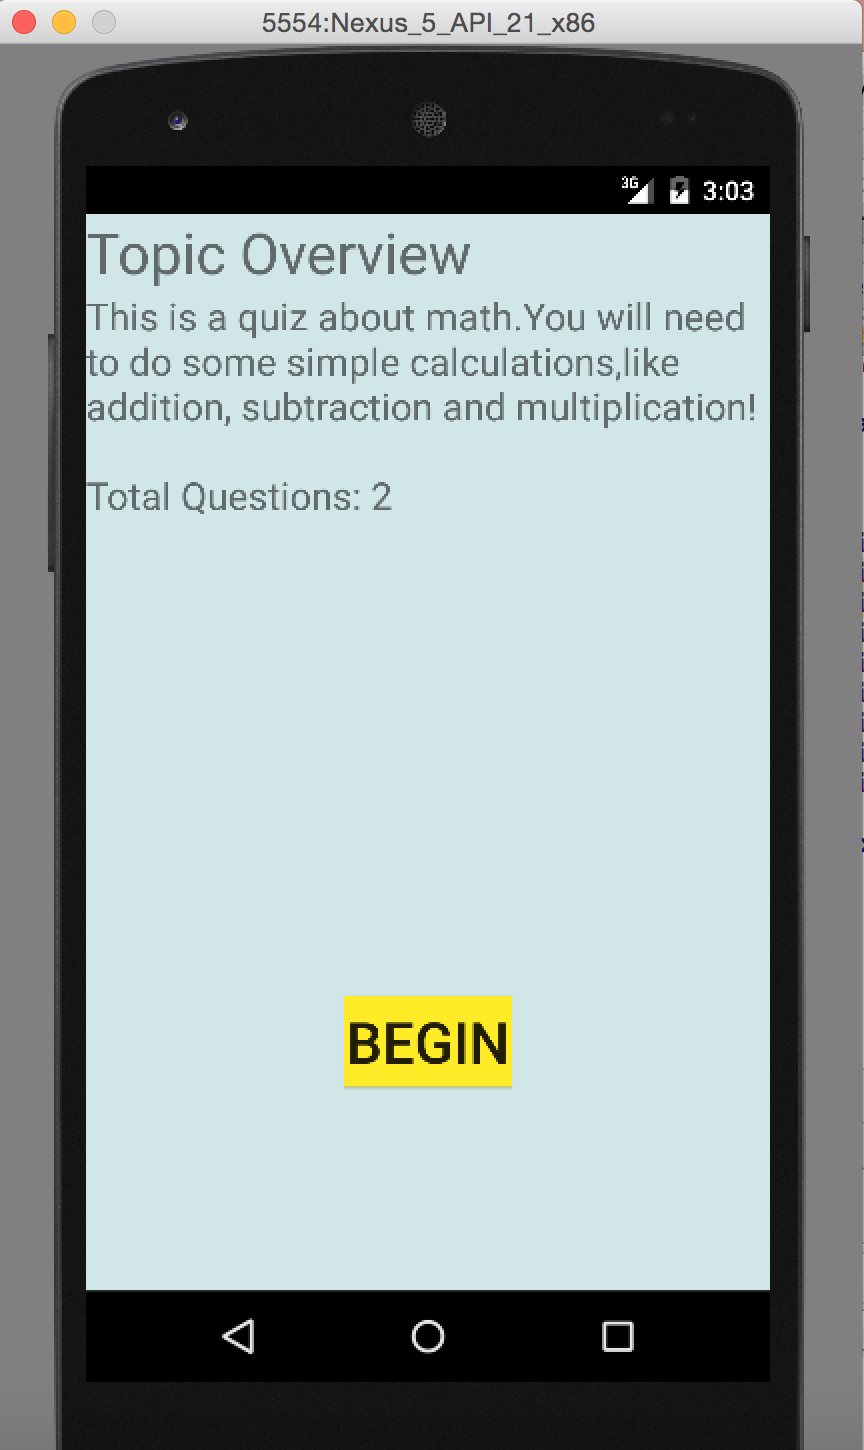 5554:Nexus_5_API_21_x86
3G 3:03
Topic Overview
This is a quiz about math.You will need
to do some simple calculations,like
addition, subtraction and multiplication!
Total Questions: 2
BEGIN